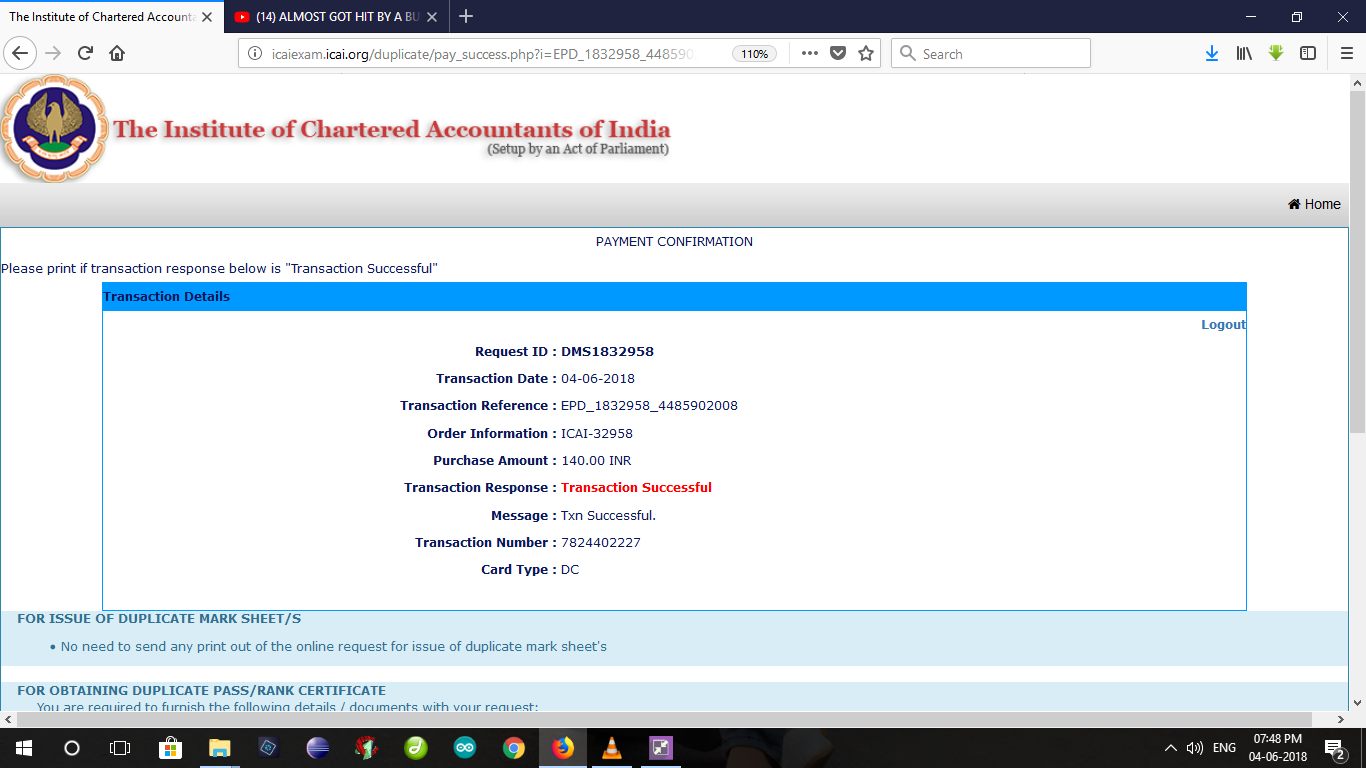 The Institute of Chartered Accounta
(14) ALMOST GOT HIT BY A BU
icaiexam.icai.org/duplicate/pay_success.php?i=EPD_1832958_448590
110%
Search
The Institute of Chartered Accountants of India
(Setup by an Act of Parliament)
Home
PAYMENT CONFIRMATION
Please print if transaction response below is "Transaction Successful"
Transaction Details
Logout
Request ID : DMS1832958
Transaction Date : 04-06-2018
Transaction Reference : EPD_1832958_4485902008
Order Information : ICAI-32958
Purchase Amount : 140.00 INR
Transaction Response : Transaction Successful
Message : Txn Successful.
Transaction Number : 7824402227
Card Type : DC
FOR ISSUE OF DUPLICATE MARK SHEET/S
• No need to send any print out of the online request for issue of duplicate mark sheet's
FOR OBTAINING DUPLICATE PASS/RANK CERTIFICATE
You are required to furnish the following details / documents with your request:
ENG
07:48 PM
04-06-2018
2